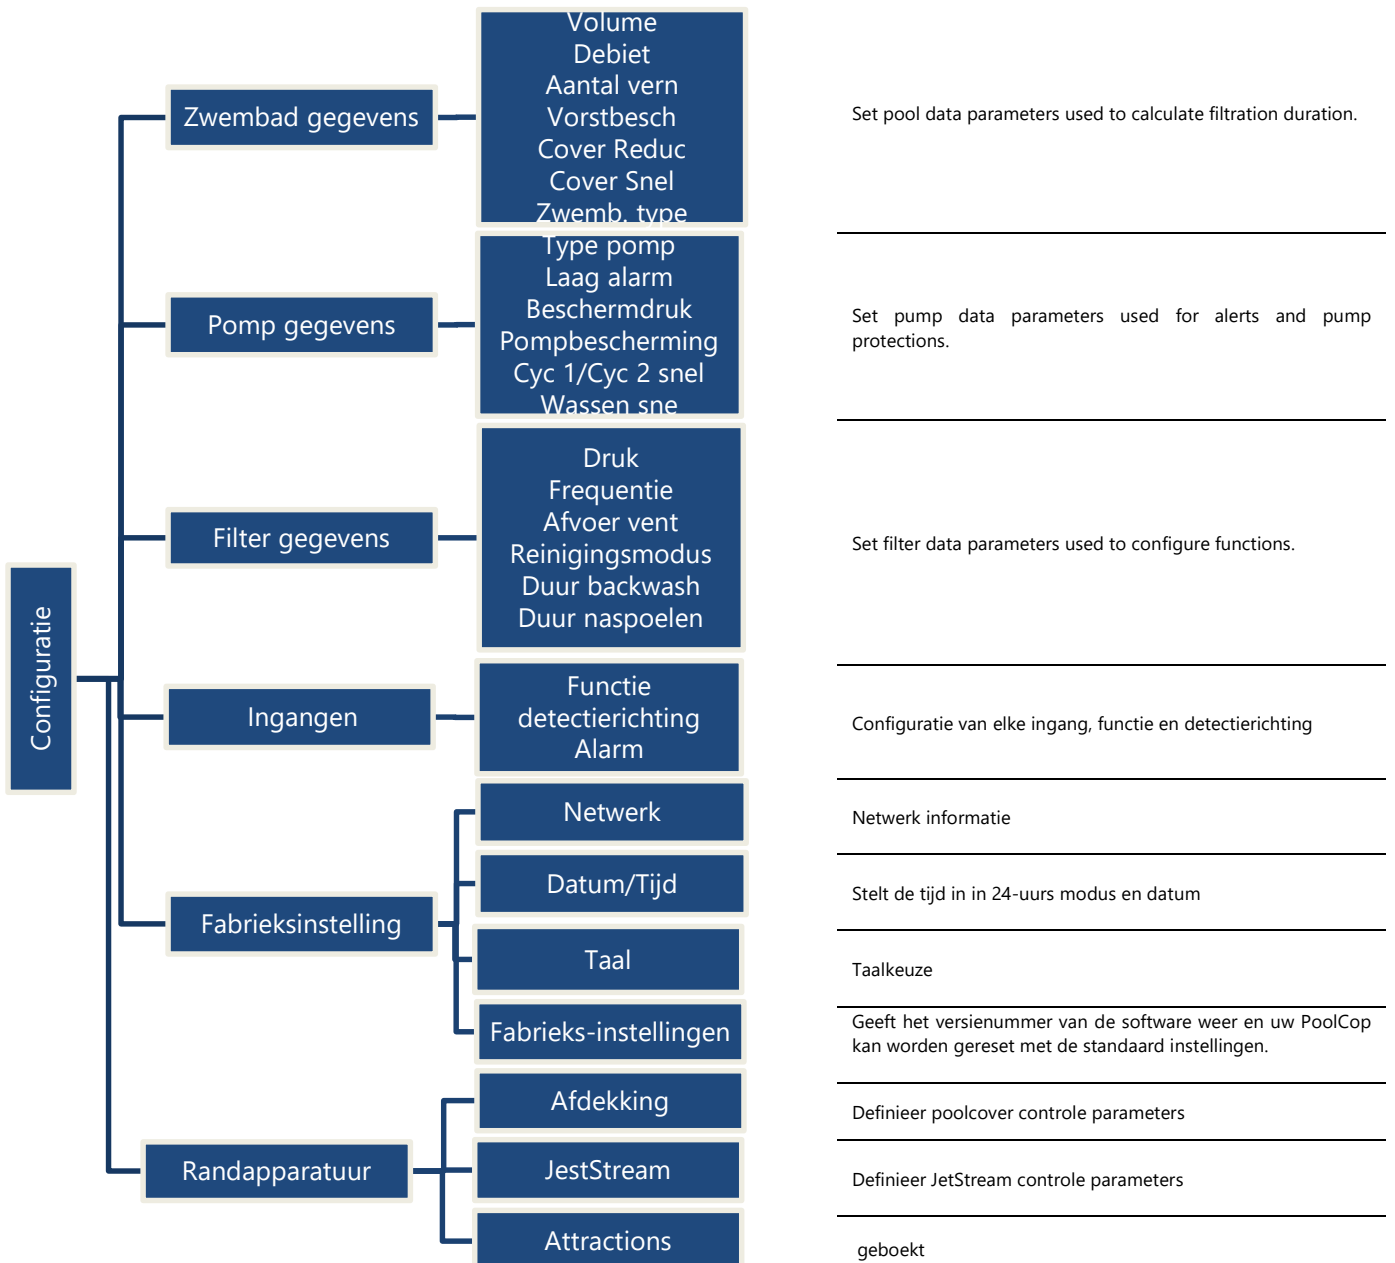 Configuratie
Zwembad gegevens
Volume
Debiet
Aantal vern
Vorstbesch
Cover Reduc
Cover Snel
Zwemb. type
Set pool data parameters used to calculate filtration duration.
Pomp gegevens
Type pomp
Laag alarm
Beschermdruk
Pompbescherming
Cyc 1/Cyc 2 snel
Wassen sne
Set pump data parameters used for alerts and pump
protections.
Filter gegevens
Druk
Frequentie
Afvoer vent
Reinigingsmodus
Duur backwash
Duur naspoelen
Set filter data parameters used to configure functions.
Ingangen
Functie
detectierichting
Alarm
Configuratie van elke ingang, functie en detectierichting
Fabrieksinstelling
Netwerk
Netwerk informatie
Datum/Tijd
Stelt de tijd in in 24-uurs modus en datum
Taal
Taalkeuze
Fabrieks-instellingen
Geeft het versienummer van de software weer en uw PoolCop
kan worden gereset met de standaard instellingen.
Randapparatuur
Afdekking
Definieer poolcover controle parameters
JestStream
Definieer JetStream controle parameters
Attractions
geboekt